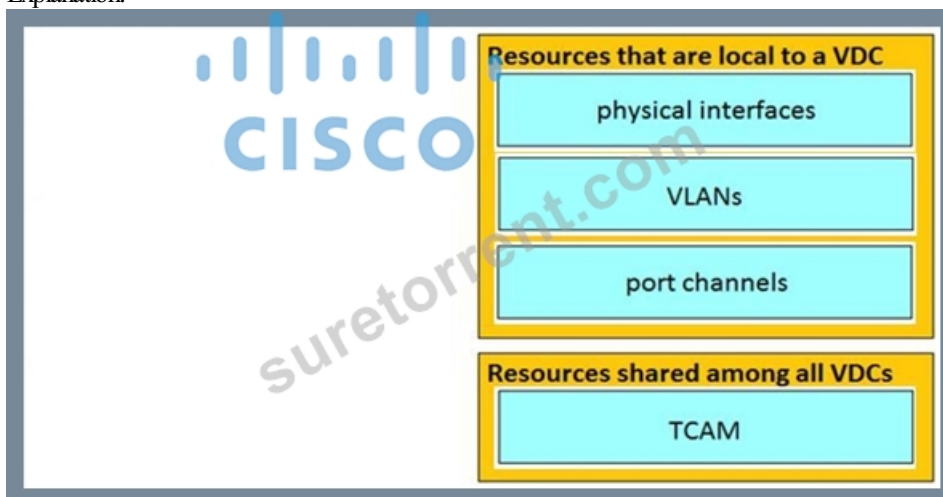 Explanation:
CISCO
Resources that are local to a VDC
physical interfaces
VLANs
port channels
Resources shared among all VDCs
TCAM
suretorrent.com